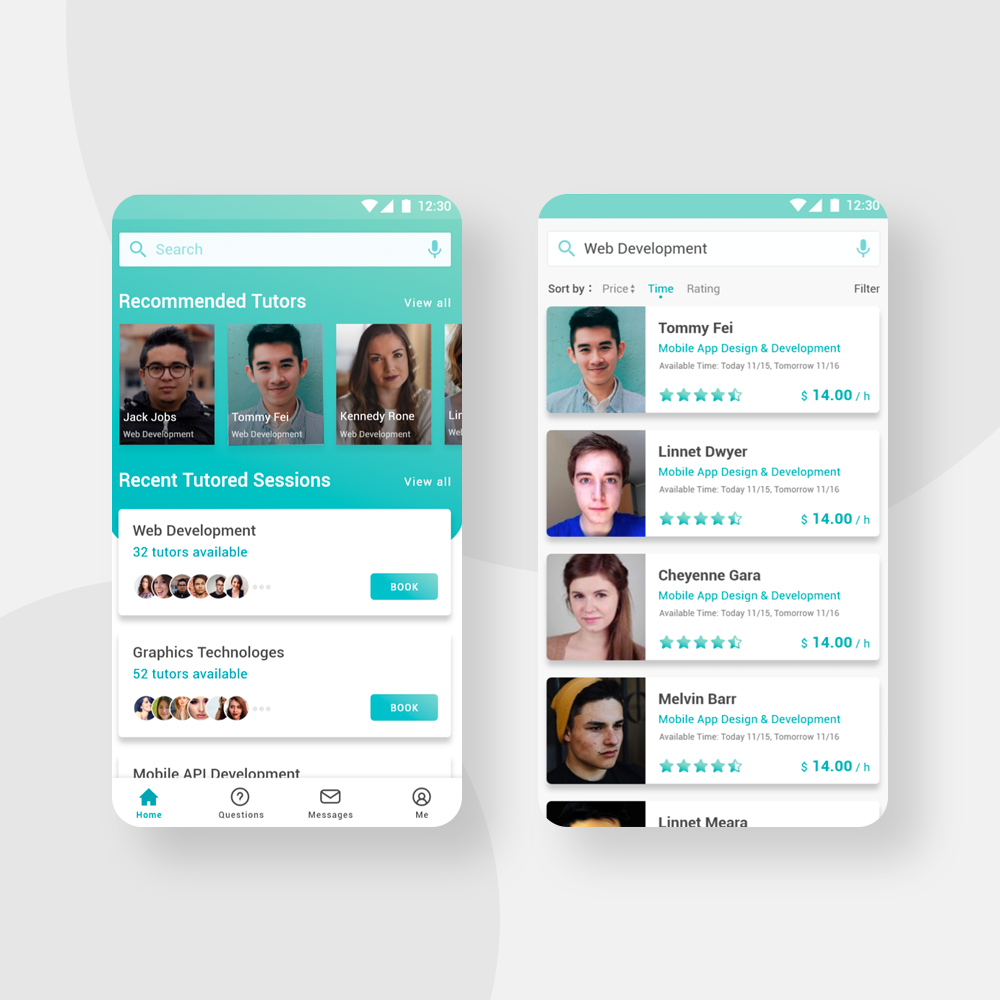 12:30
Search
Recommended Tutors View all
Jack Jobs
Web Development
Tommy Fei
Web Development
Kennedy Rone
Web Development
Lin
Web
Recent Tutored Sessions View all
Web Development
32 tutors available
BOOK
Graphics Technologes
52 tutors available
BOOK
Mobile API Development
Home Questions Messages Me
12:30
Web Development
Sort by : Price Time Rating Filter
Tommy Fei
Mobile App Design & Development
Available Time: Today 11/15, Tomorrow 11/16
$ 14.00 / h
Linnet Dwyer
Mobile App Design & Development
Available Time: Today 11/15, Tomorrow 11/16
$ 14.00 / h
Cheyenne Gara
Mobile App Design & Development
Available Time: Today 11/15, Tomorrow 11/16
$ 14.00 / h
Melvin Barr
Mobile App Design & Development
Available Time: Today 11/15, Tomorrow 11/16
$ 14.00 / h
Linnet Meara